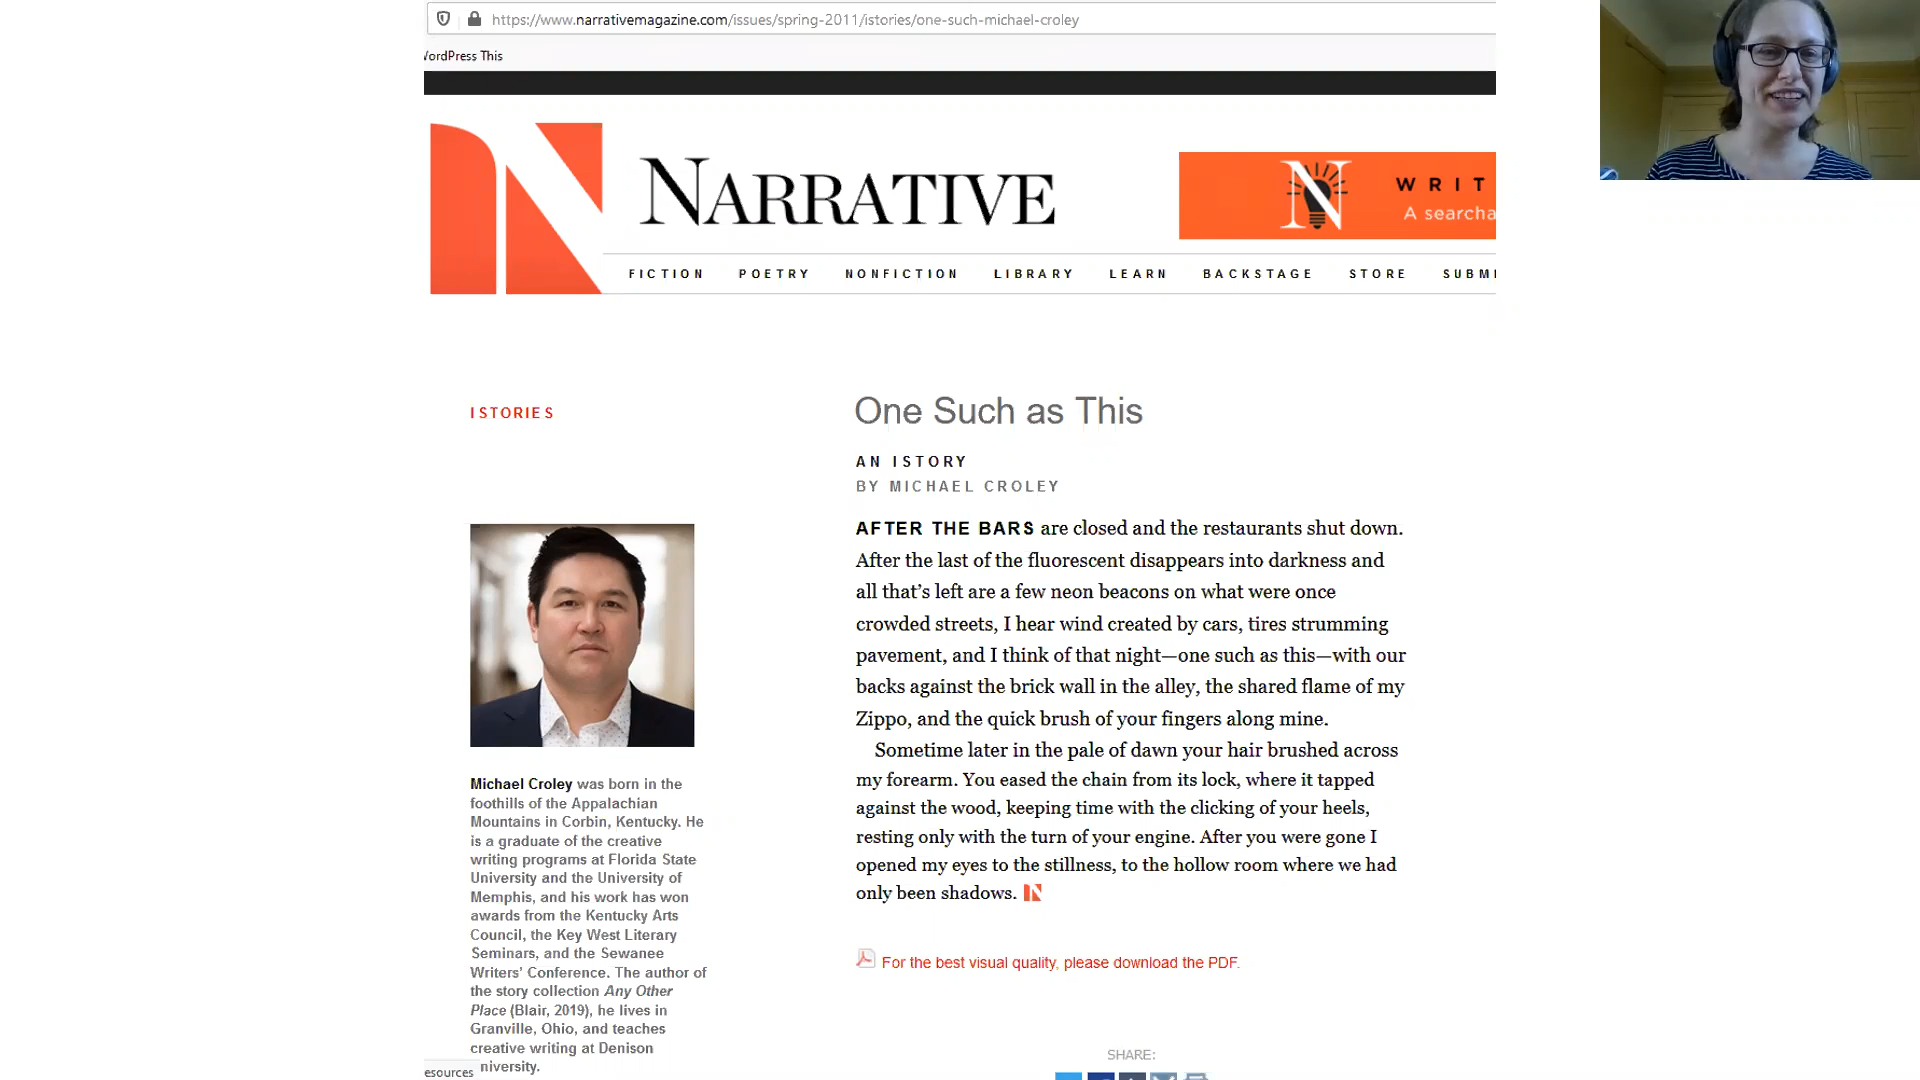 https://www.narrativemagazine.com/issues/spring-2011/istories/one-such-michael-croley
WordPress This
NARRATIVE
WRIT
A searcha
FICTION POETRY NONFICTION LIBRARY LEARN BACKSTAGE STORE SUBMI
ISTORIES
One Such as This
AN ISTORY
BY MICHAEL CROLEY
AFTER THE BARS are closed and the restaurants shut down.
After the last of the fluorescent disappears into darkness and
all that’s left are a few neon beacons on what were once
crowded streets, I hear wind created by cars, tires strumming
pavement, and I think of that night—one such as this—with our
backs against the brick wall in the alley, the shared flame of my
Zippo, and the quick brush of your fingers along mine.
Sometime later in the pale of dawn your hair brushed across
my forearm. You eased the chain from its lock, where it tapped
against the wood, keeping time with the clicking of your heels,
resting only with the turn of your engine. After you were gone I
opened my eyes to the stillness, to the hollow room where we had
only been shadows. N
For the best visual quality, please download the PDF.
Michael Croley was born in the
foothills of the Appalachian
Mountains in Corbin, Kentucky. He
is a graduate of the creative
writing programs at Florida State
University and the University of
Memphis, and his work has won
awards from the Kentucky Arts
Council, the Key West Literary
Seminars, and the Sewanee
Writers’ Conference. The author of
the story collection Any Other
Place (Blair, 2019), he lives in
Granville, Ohio, and teaches
creative writing at Denison
niversity.
esources
SHARE: